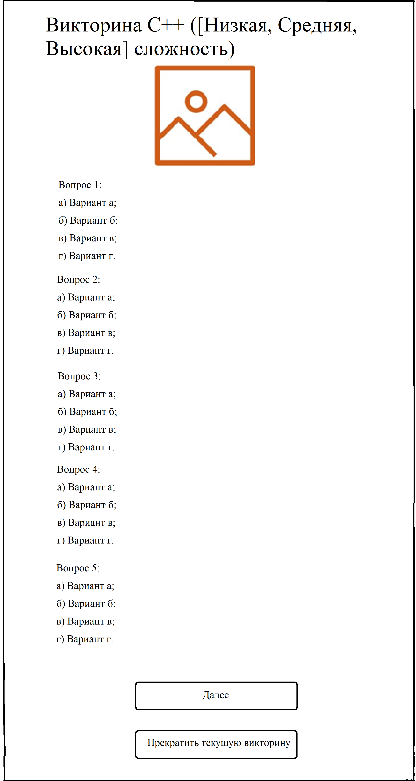 Викторина C++ ([Низкая, Средняя,
Высокая] сложность)
Вопрос 1:
а) Вариант а;
б) Вариант б;
в) Вариант в;
г) Вариант г.
Вопрос 2:
а) Вариант а;
б) Вариант б;
в) Вариант в;
г) Вариант г.
Вопрос 3:
а) Вариант а;
б) Вариант б;
в) Вариант в;
г) Вариант г.
Вопрос 4:
а) Вариант а;
б) Вариант б;
в) Вариант в;
г) Вариант г.
Вопрос 5:
а) Вариант а;
б) Вариант б;
в) Вариант в;
г) Вариант г.
Далее
Прекратить текущую викторину